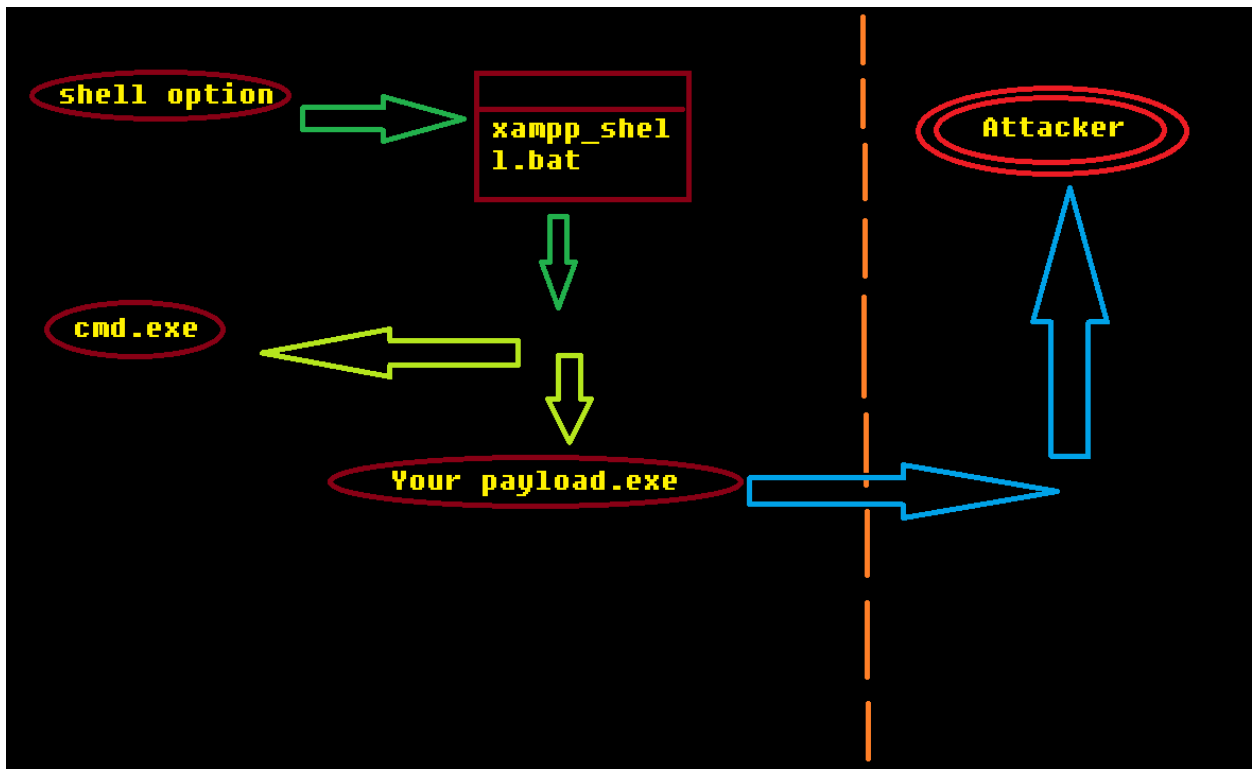 shell option
xampp_shel
l.bat
Attacker
cmd.exe
Your payload.exe